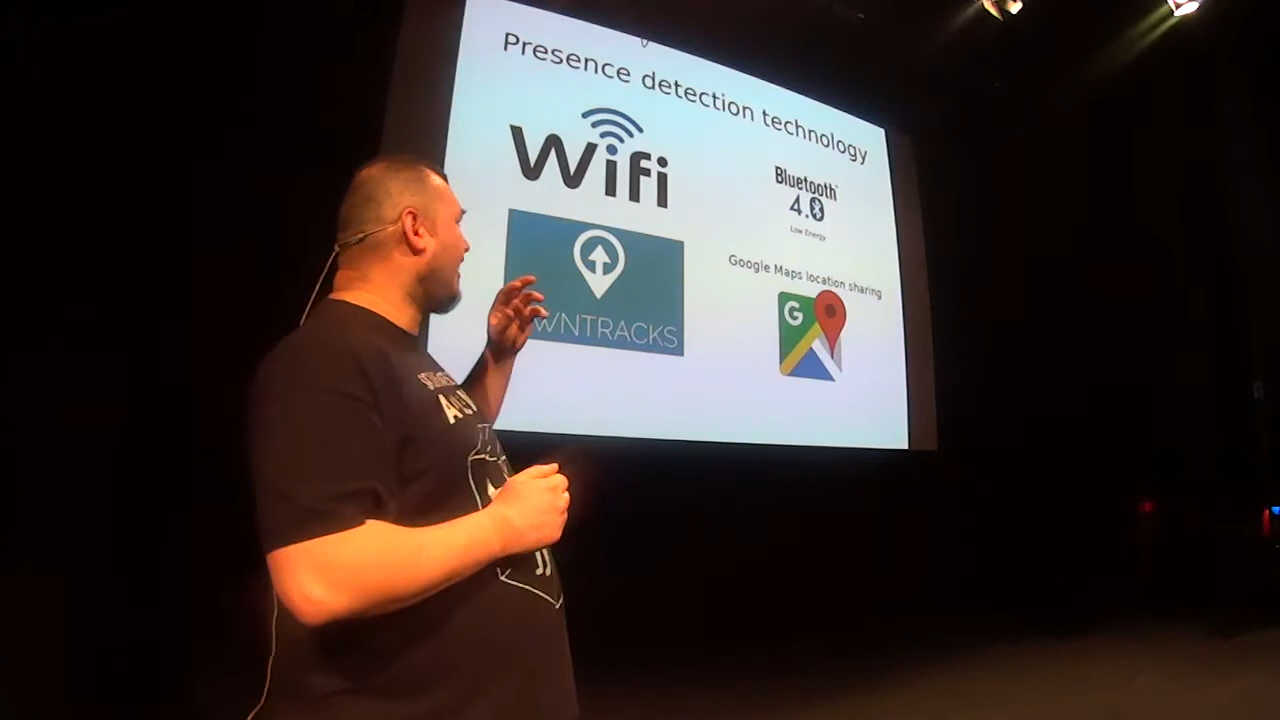 Presence detection technology
Wifi
Bluetooth
4.0
Low Energy
WNTRACKS
Google Maps location sharing
G